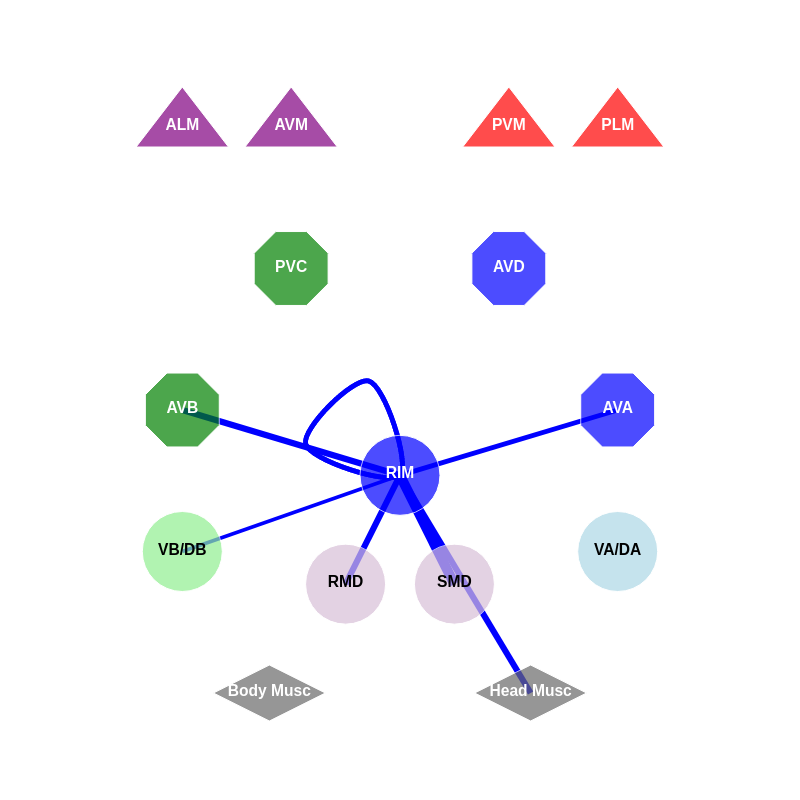 ALM AVM PVM PLM
PVC AVD
AVB AVA
RIM
VB/DB VA/DA
RMD SMD
Body Musc Head Musc